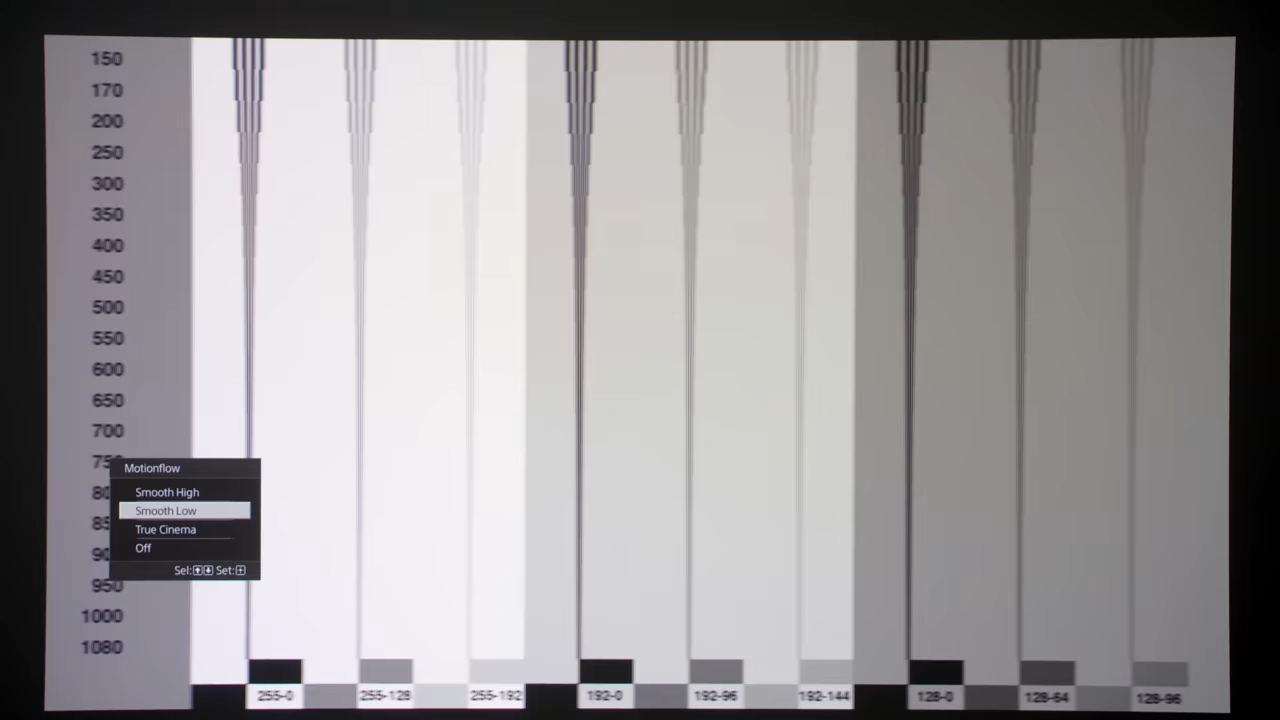 150
170
200
250
300
350
400
450
500
550
600
650
700
Motionflow
Smooth High
Smooth Low
True Cinema
Off
Sel: Set:
950
1000
1080
255-0 255-128 255-192 192-0 192-96 192-144 128-0 128-64 128-96